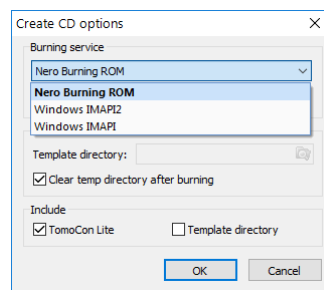 Create CD options
Burning service
Nero Burning ROM
Nero Burning ROM
Windows IMAPI2
Windows IMAPI
Template directory:
Clear temp directory after burning
Include
TomoCon Lite Template directory
OK Cancel